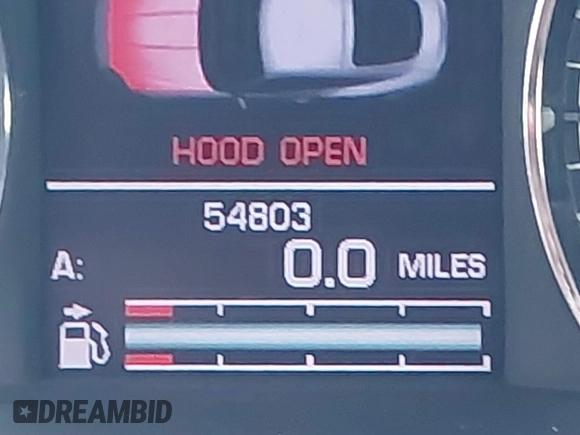 HOOD OPEN
54803
A: 0.0 MILES
DREAMBID